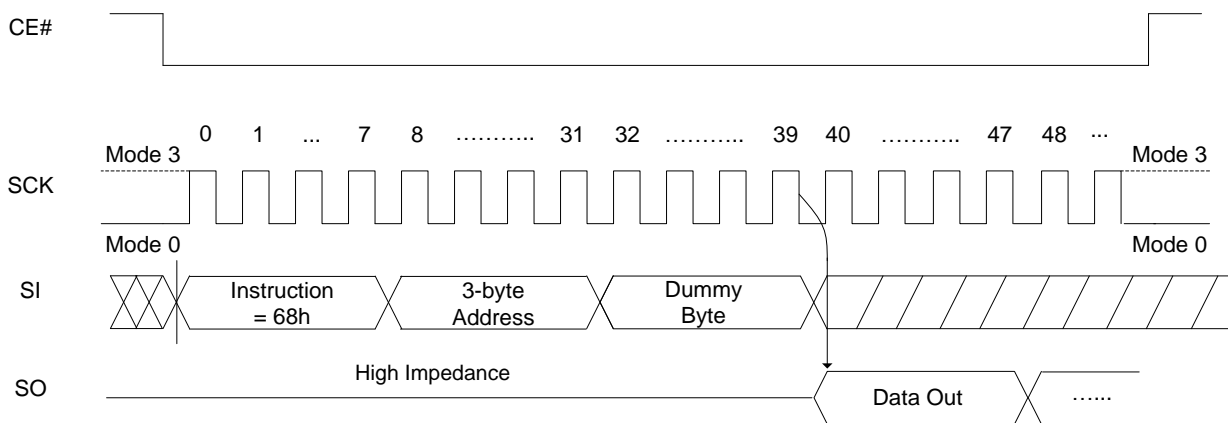 CE#
0 1 ... 7 8 ……….. 31 32 ……….. 39 40 ……….. 47 48 ...
Mode 3 Mode 3
SCK
Mode 0 Mode 0
SI
Instruction
= 68h
3-byte
Address
Dummy
Byte
High Impedance
SO
Data Out
…...